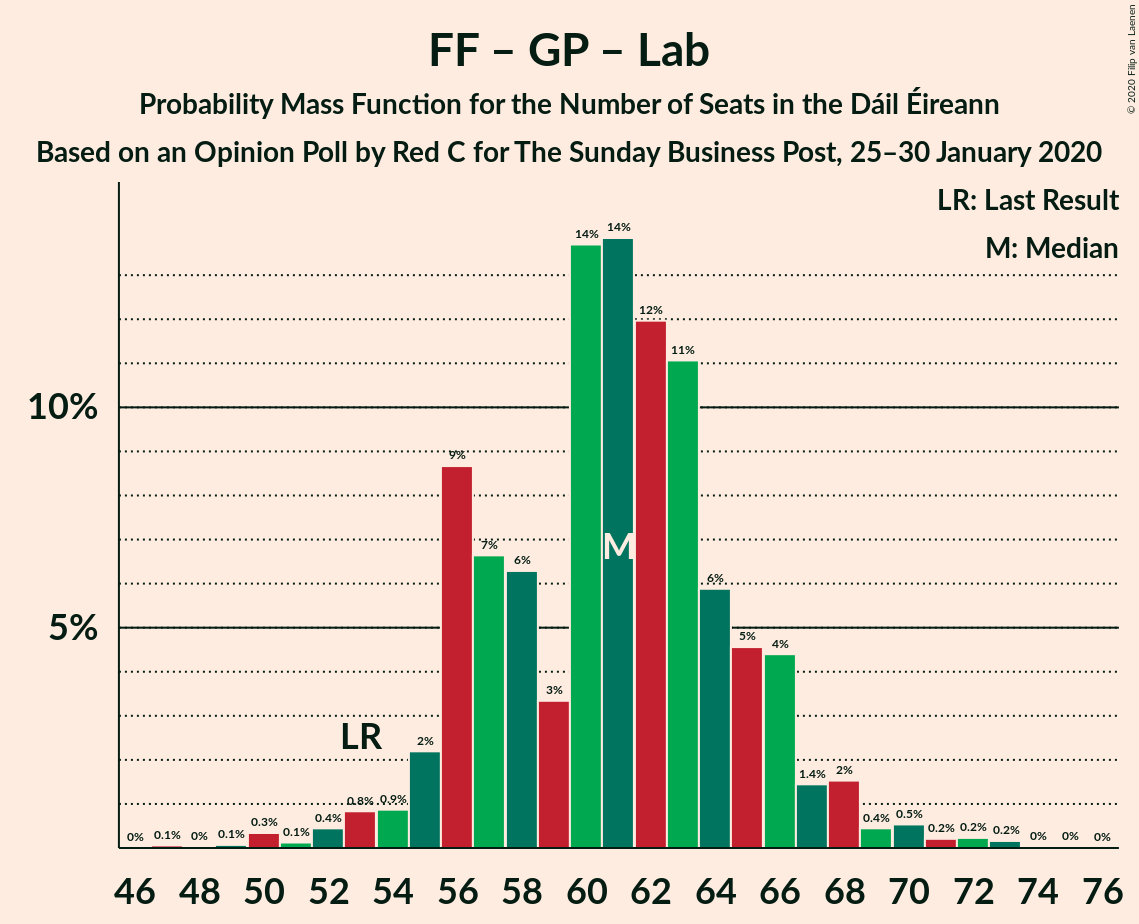 FF – GP – Lab
Probability Mass Function for the Number of Seats in the Dáil Éireann
Based on an Opinion Poll by Red C for The Sunday Business Post, 25–30 January 2020
© 2020 Filip van Laenen
LR: Last Result
M: Median
10%
5%
0% 0.1% 0% 0.1% 0.3% 0.1% 0.4% 0.8% 0.9% 2% 9% 7% 6% 3% 14% 14% 12% 11% 6% 5% 4% 1.4% 2% 0.4% 0.5% 0.2% 0.2% 0.2% 0% 0% 0%
LR
M
46 48 50 52 54 56 58 60 62 64 66 68 70 72 74 76